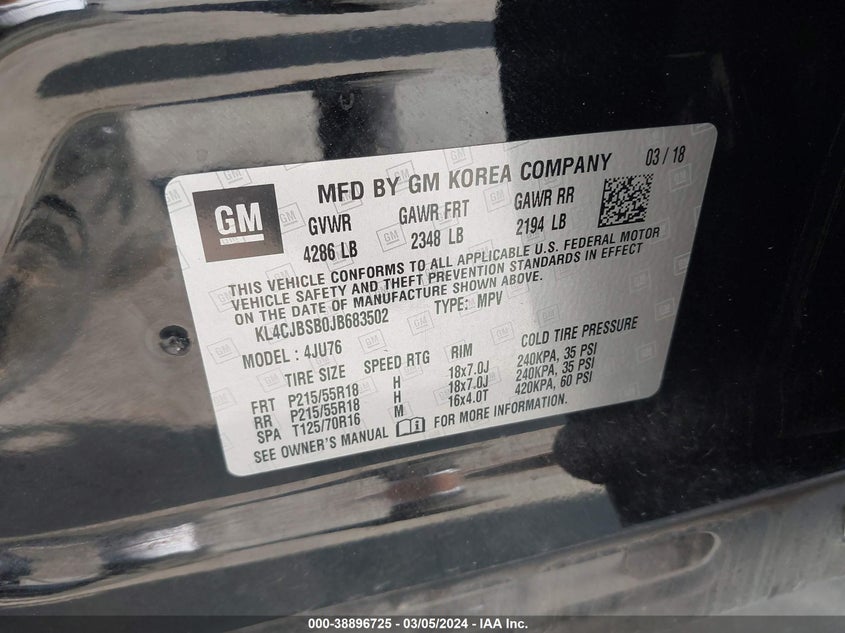 GM
MFD BY GM KOREA COMPANY 03 / 18
GVWR GAWR FRT GAWR RR
4286 LB 2348 LB 2194 LB
THIS VEHICLE CONFORMS TO ALL APPLICABLE U.S. FEDERAL MOTOR
VEHICLE SAFETY AND THEFT PREVENTION STANDARDS IN EFFECT
ON THE DATE OF MANUFACTURE SHOWN ABOVE.
KL4CJBSB0JB683502 TYPE: MPV
MODEL : 4JU76
TIRE SIZE SPEED RTG RIM COLD TIRE PRESSURE
FRT P215/55R18 H 18x7.0J 240KPA, 35 PSI
RR P215/55R18 H 18x7.0J 240KPA, 35 PSI
SPA T125/70R16 M 16x4.0T 420KPA, 60 PSI
SEE OWNER'S MANUAL FOR MORE INFORMATION.
000-38896725 - 03/05/2024 - IAA Inc.